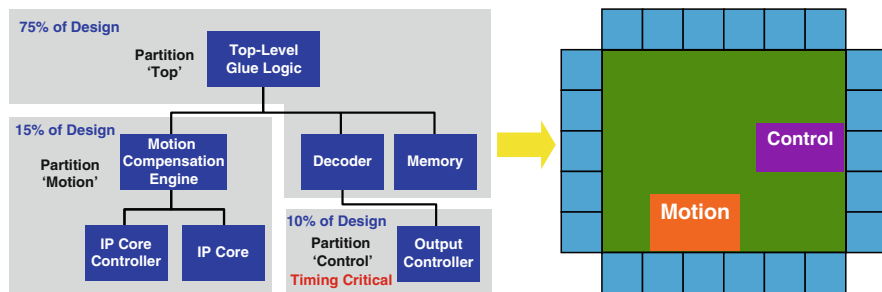 75% of Design
Partition
'Top'
Top-Level
Glue Logic
15% of Design
Partition
'Motion'
Motion
Compensation
Engine
Decoder
Memory
IP Core
Controller
IP Core
10% of Design
Partition
'Control'
Timing Critical
Output
Controller
Control
Motion